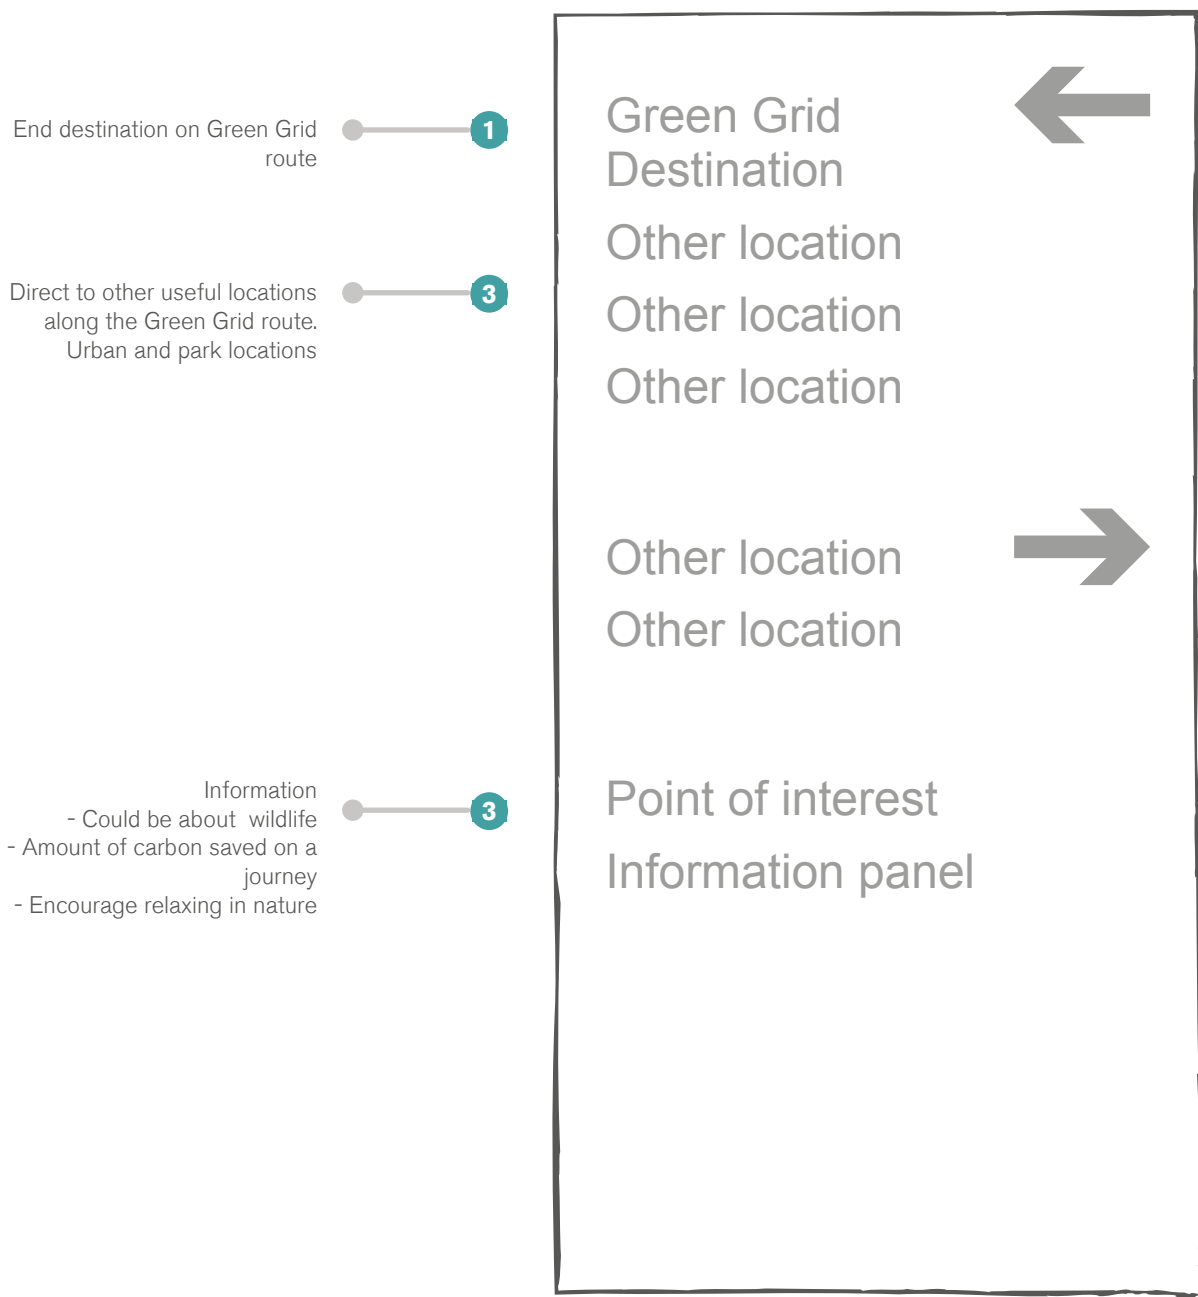 End destination on Green Grid
route
1
Direct to other useful locations
along the Green Grid route.
Urban and park locations
3
Information
- Could be about  wildlife
- Amount of carbon saved on a
journey
- Encourage relaxing in nature
3
Green Grid
Destination
Other location
Other location
Other location
Other location
Other location
Point of interest
Information panel